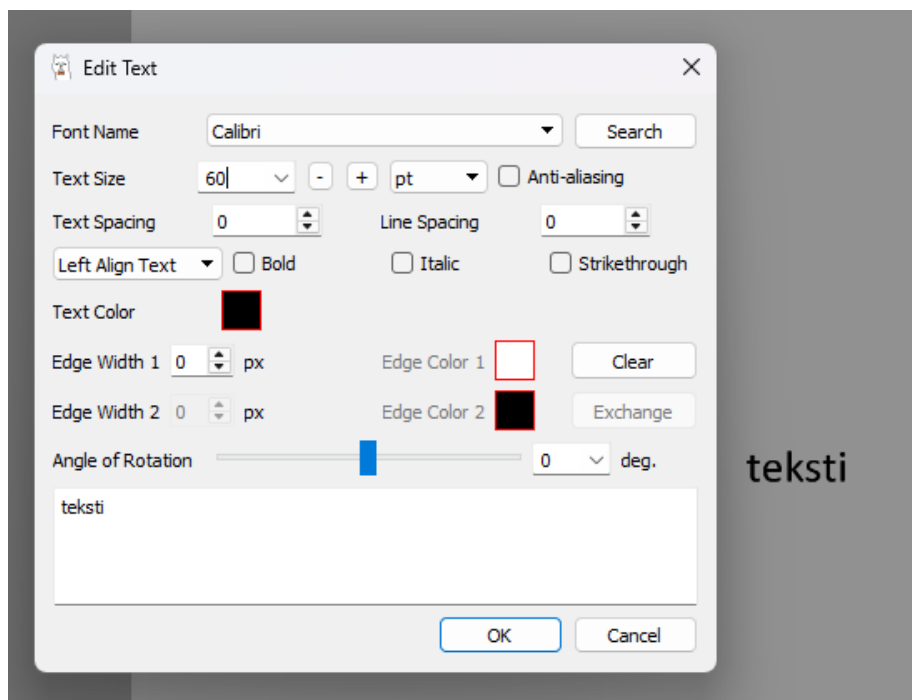 Edit Text
Font Name Calibri Search
Text Size 60 - + pt Anti-aliasing
Text Spacing 0 Line Spacing 0
Left Align Text Bold Italic Strikethrough
Text Color
Edge Width 1 0 px Edge Color 1 Clear
Edge Width 2 0 px Edge Color 2 Exchange
Angle of Rotation 0 deg.
teksti
teksti
OK Cancel